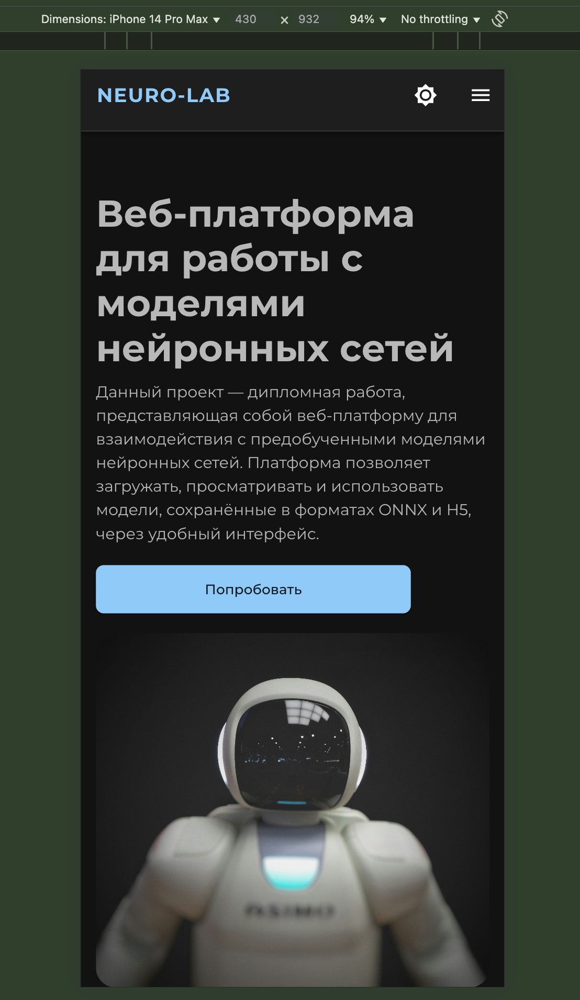 Dimensions: iPhone 14 Pro Max 430 × 932 94% No throttling
NEURO-LAB
Веб-платформа
для работы с
моделями
нейронных сетей
Данный проект — дипломная работа,
представляющая собой веб-платформу для
взаимодействия с предобученными моделями
нейронных сетей. Платформа позволяет
загружать, просматривать и использовать
модели, сохранённые в форматах ONNX и H5,
через удобный интерфейс.
Попробовать
ASIMO